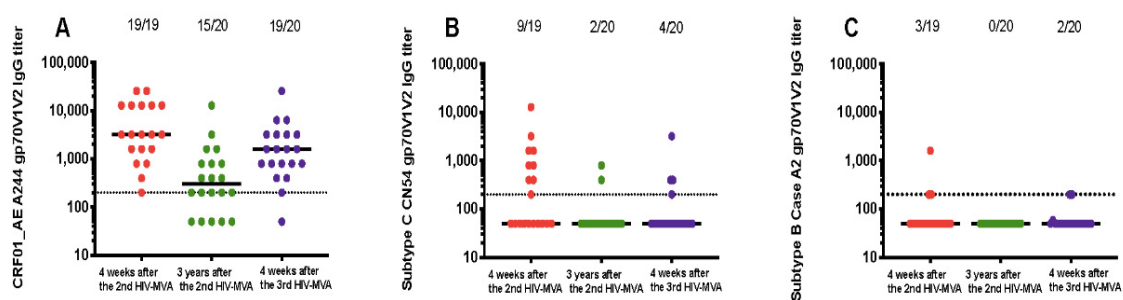 A
19/19 15/20 19/20
CRF01_AE A244 gp70V1V2 IgG titer
100,000
10,000
1,000
100
10
4 weeks after
the 2nd HIV-MVA
3 years after
the 2nd HIV-MVA
4 weeks after
the 3rd HIV-MVA
B
9/19 2/20 4/20
Subtype C CN54 gp70V1V2 IgG titer
100,000
10,000
1,000
100
10
4 weeks after
the 2nd HIV-MVA
3 years after
the 2nd HIV-MVA
4 weeks after
the 3rd HIV-MVA
C
3/19 0/20 2/20
Subtype B Case A2 gp70V1V2 IgG titer
100,000
10,000
1,000
100
10
4 weeks after
the 2nd HIV-MVA
3 years after
the 2nd HIV-MVA
4 weeks after
the 3rd HIV-MVA